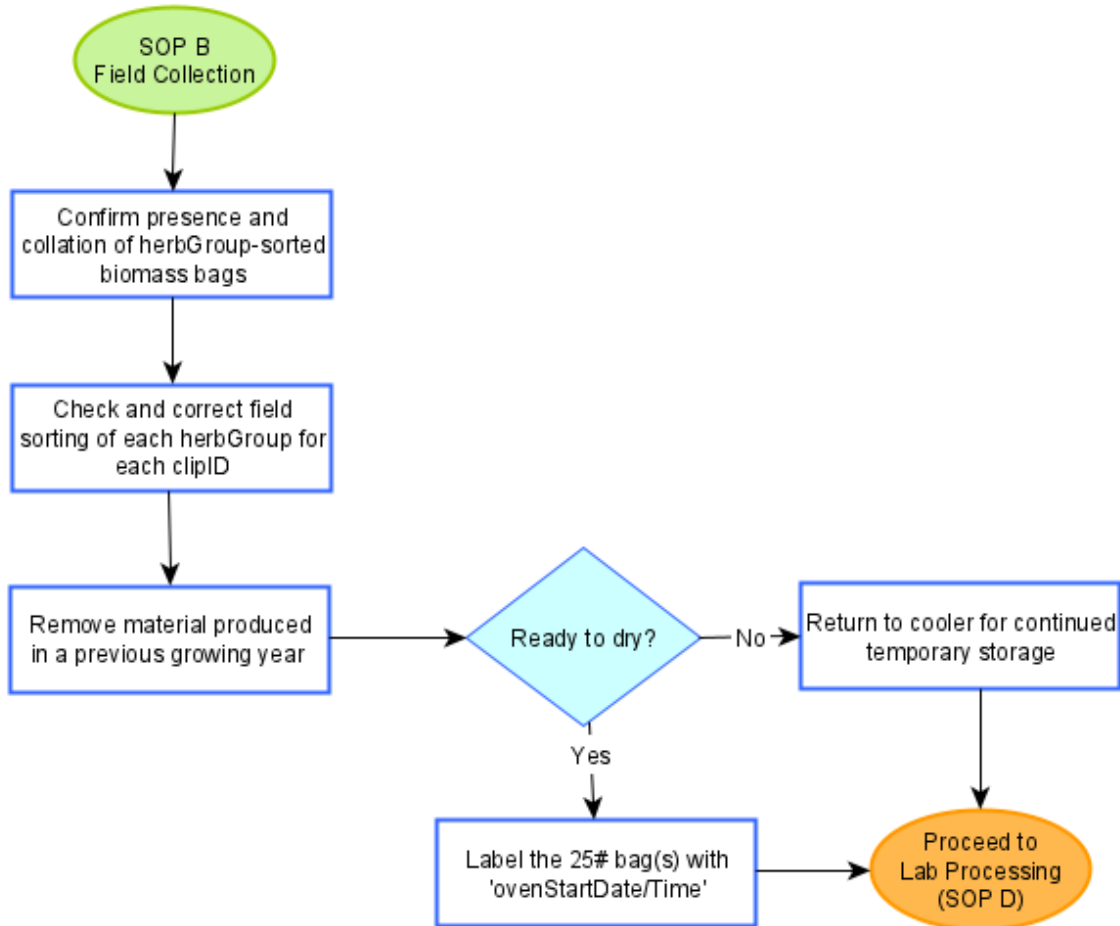 SOP B
Field Collection
Confirm presence and
collation of herbGroup-sorted
biomass bags
Check and correct field
sorting of each herbGroup for
each clipID
Remove material produced
in a previous growing year
Ready to dry?
No
Return to cooler for continued
temporary storage
Yes
Label the 25# bag(s) with
'ovenStartDate/Time'
Proceed to
Lab Processing
(SOP D)